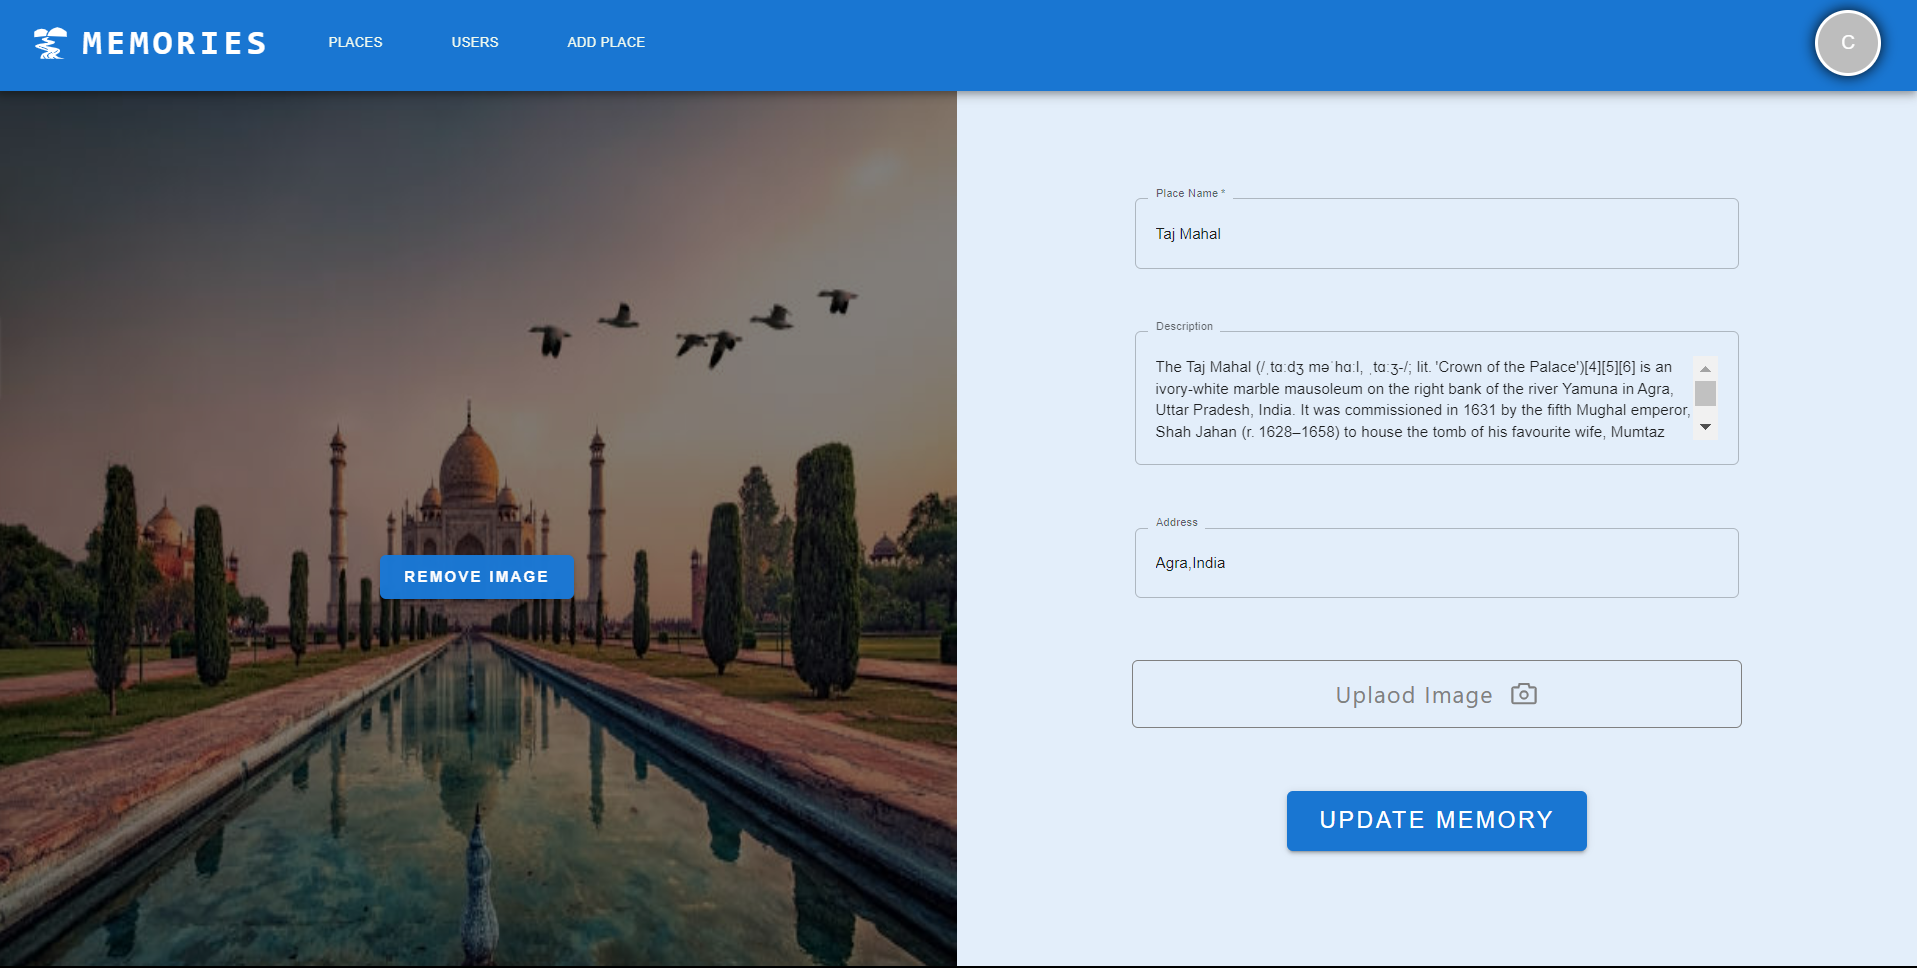 MEMORIES
PLACES
USERS
ADD PLACE
C
REMOVE IMAGE
Place Name *
Taj Mahal
Description
The Taj Mahal (/ˌtɑːdʒ məˈhɑːl, ˌtɑːʒ-/; lit. 'Crown of the Palace')[4][5][6] is an
ivory-white marble mausoleum on the right bank of the river Yamuna in Agra,
Uttar Pradesh, India. It was commissioned in 1631 by the fifth Mughal emperor,
Shah Jahan (r. 1628–1658) to house the tomb of his favourite wife, Mumtaz
Address
Agra,India
Uplaod Image
UPDATE MEMORY